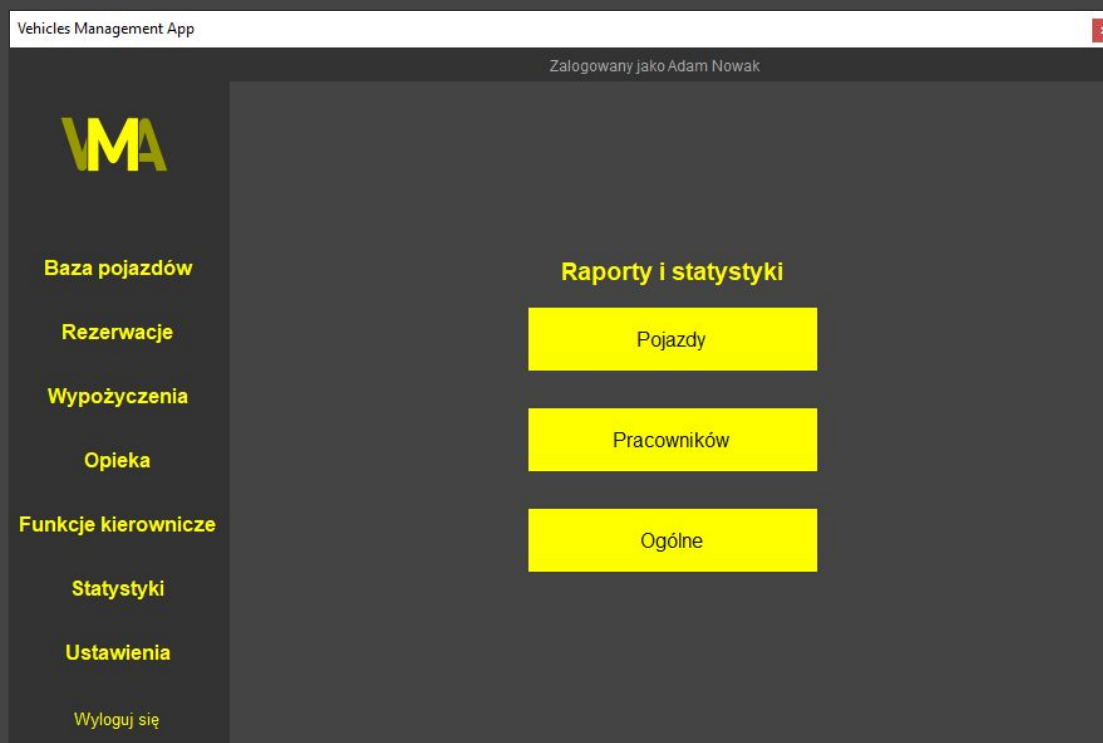 Vehicles Management App
Zalogowany jako Adam Nowak
VMA
Baza pojazdów
Rezerwacje
Wypożyczenia
Opieka
Funkcje kierownicze
Statystyki
Ustawienia
Wyloguj się
Raporty i statystyki
Pojazdy
Pracowników
Ogólne